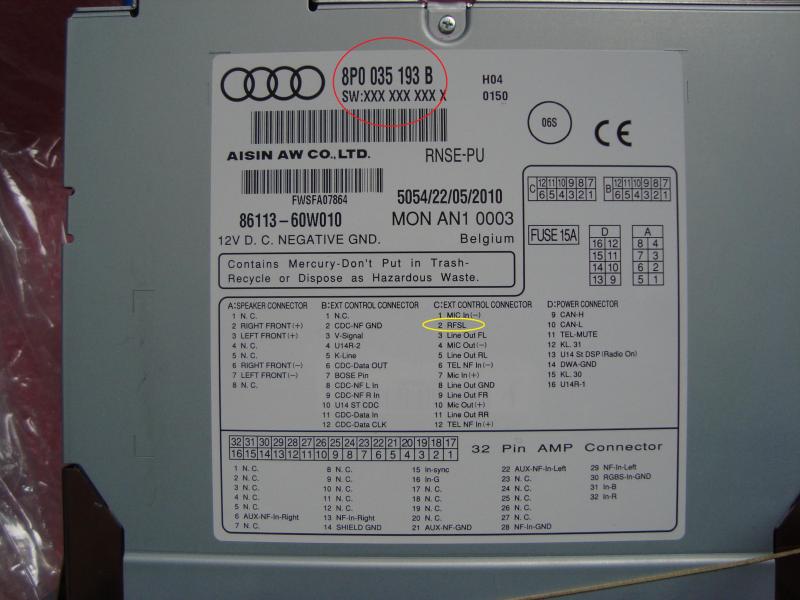 8P0 035 193 B
SW:XXX XXX XXX X
H04
0150
06S
CE
AISIN AW CO.,LTD.
RNSE-PU
FWSFA07864
5054/22/05/2010
86113-60W010
MON AN1 0003
12V D. C. NEGATIVE GND.
Belgium
Contains Mercury-Don't Put in Trash-
Recycle or Dispose as Hazardous Waste.
C 12 11 10 9 8 7
6 5 4 3 2 1
B 12 11 10 9 8 7
6 5 4 3 2 1
FUSE 15A
D
16 12
15 11
14 10
13 9
A
8 4
7 3
6 2
5 1
A:SPEAKER CONNECTOR
1 N. C.
2 RIGHT FRONT(+)
3 LEFT FRONT(+)
4 N. C.
5 N. C.
6 RIGHT FRONT(-)
7 LEFT FRONT(-)
8 N. C.
B:EXT CONTROL CONNECTOR
1 N.C.
2 CDC-NF GND
3 V-Signal
4 U14R-2
5 K-Line
6 CDC-Data OUT
7 BOSE Pin
8 CDC-NF L In
9 CDC-NF R In
10 U14 ST CDC
11 CDC-Data In
12 CDC-Data CLK
C:EXT CONTROL CONNECTOR
1 MIC In(-)
2 RFSL
3 Line Out FL
4 MIC Out(-)
5 Line Out RL
6 TEL NF In(-)
7 Mic In(+)
8 Line Out GND
9 Line Out FR
10 Mic Out(+)
11 Line Out RR
12 TEL NF In(+)
D:POWER CONNECTOR
9 CAN-H
10 CAN-L
11 TEL-MUTE
12 KL. 31
13 U14 St DSP(Radio On)
14 DWA-GND
15 KL. 30
16 U14R-1
32 31 30 29 28 27 26 25 24 23 22 21 20 19 18 17
16 15 14 13 12 11 10 9 8 7 6 5 4 3 2 1
32 Pin AMP Connector
1 N. C.
2 N. C.
3 N. C.
4 N. C.
5 N. C.
6 AUX-NF-In-Right
7 N. C.
8 N. C.
9 N. C.
10 N. C.
11 N. C.
12 N. C.
13 NF-In-Right
14 SHIELD GND
15 In-sync
16 In-G
17 N. C.
18 N. C.
19 N. C.
20 N. C.
21 AUX-NF-GND
22 AUX-NF-In-Left
23 N. C.
24 N. C.
25 N. C.
26 N. C.
27 N. C.
28 NF-In-GND
29 NF-In-Left
30 RGBS-In-GND
31 In-B
32 In-R